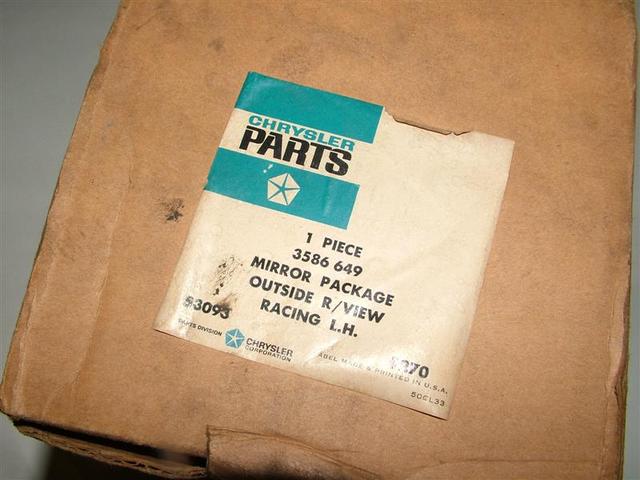 CHRYSLER
PARTS
1 PIECE
3586 649
MIRROR PACKAGE
OUTSIDE R/VIEW
RACING L.H.
53093
PARTS DIVISION
CHRYSLER
CORPORATION
LABEL MADE & PRINTED IN U.S.A.